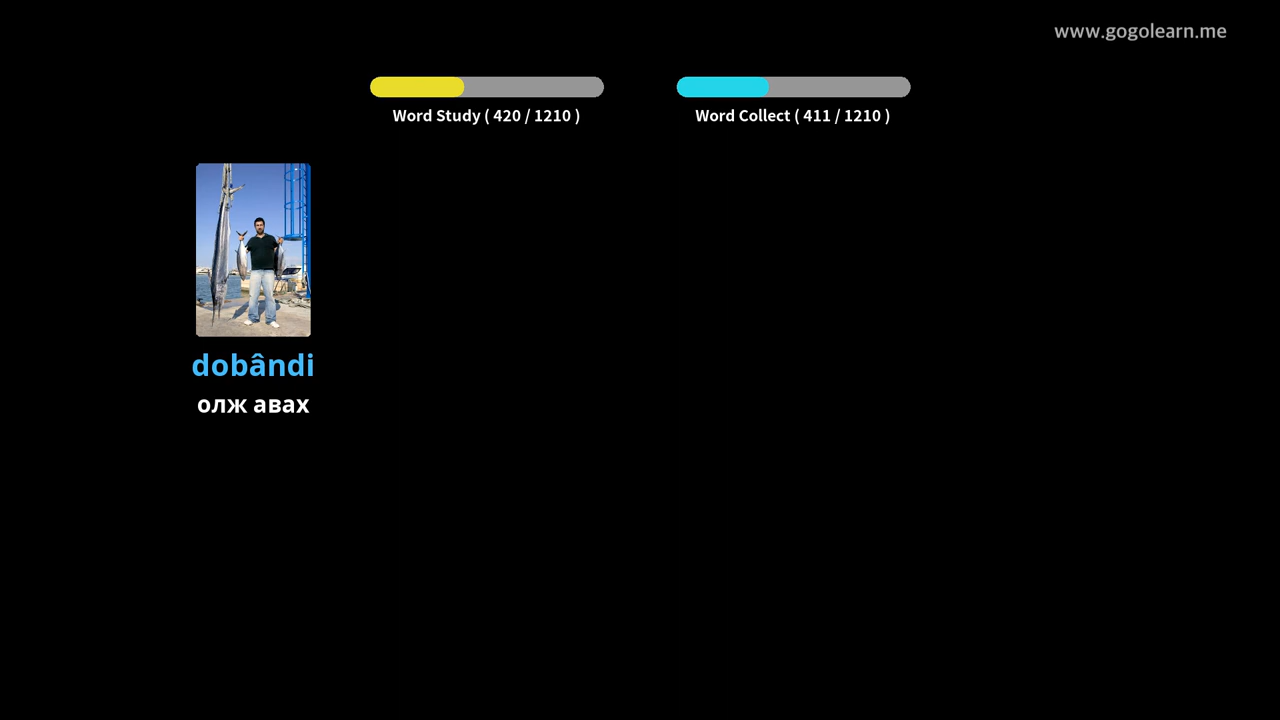 www.gogolearn.me
Word Study ( 420 / 1210 )
Word Collect ( 411 / 1210 )
dobândi
олж авах